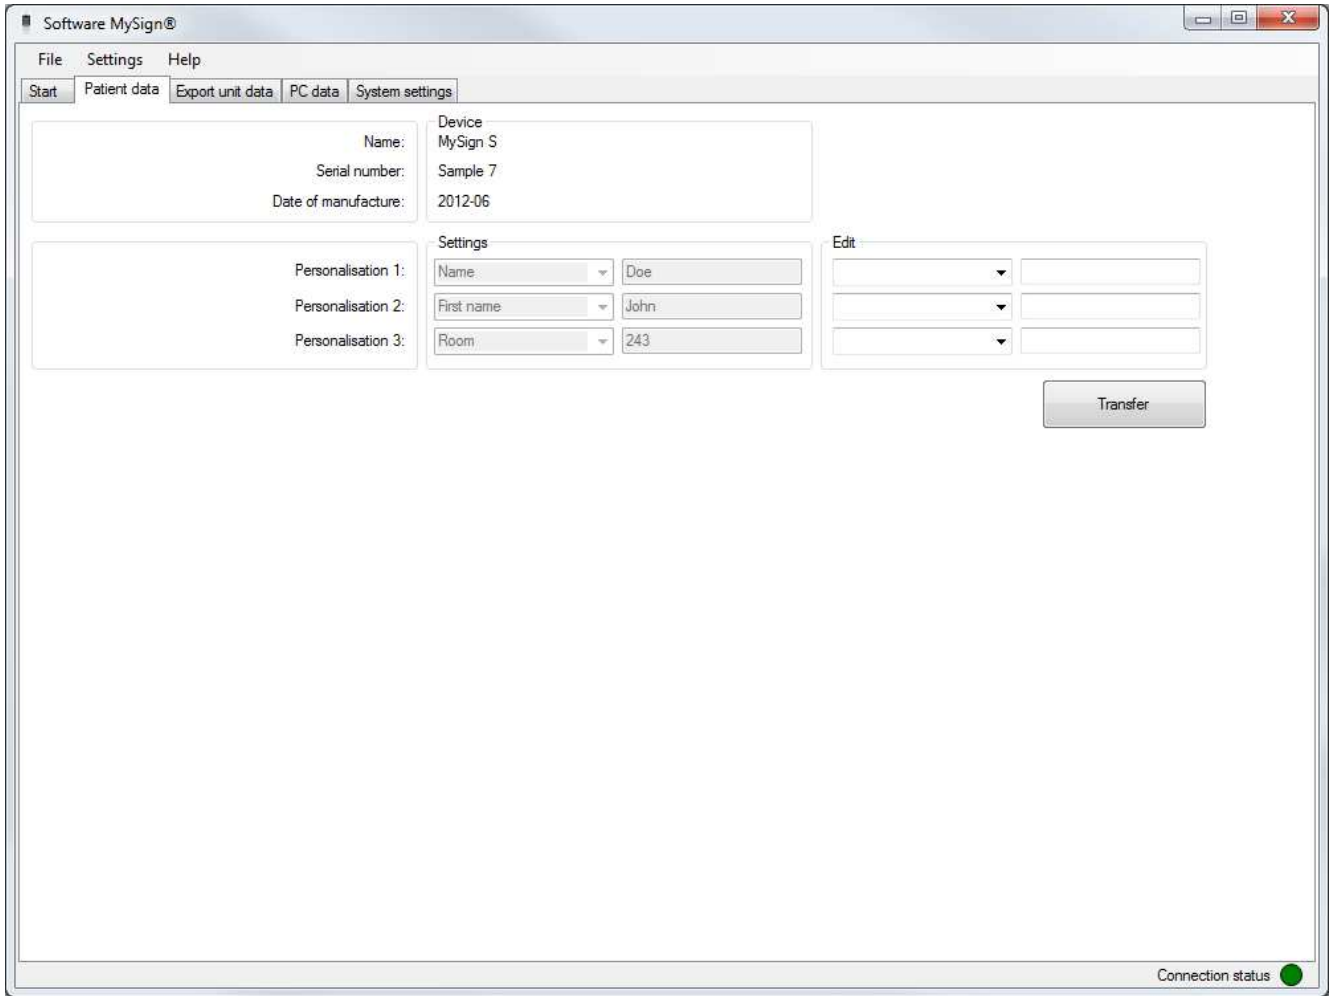 Software MySign®
File Settings Help
Start Patient data Export unit data PC data System settings
Device
Name: MySign S
Serial number: Sample 7
Date of manufacture: 2012-06
Settings Edit
Personalisation 1: Name Doe
Personalisation 2: First name John
Personalisation 3: Room 243
Transfer
Connection status